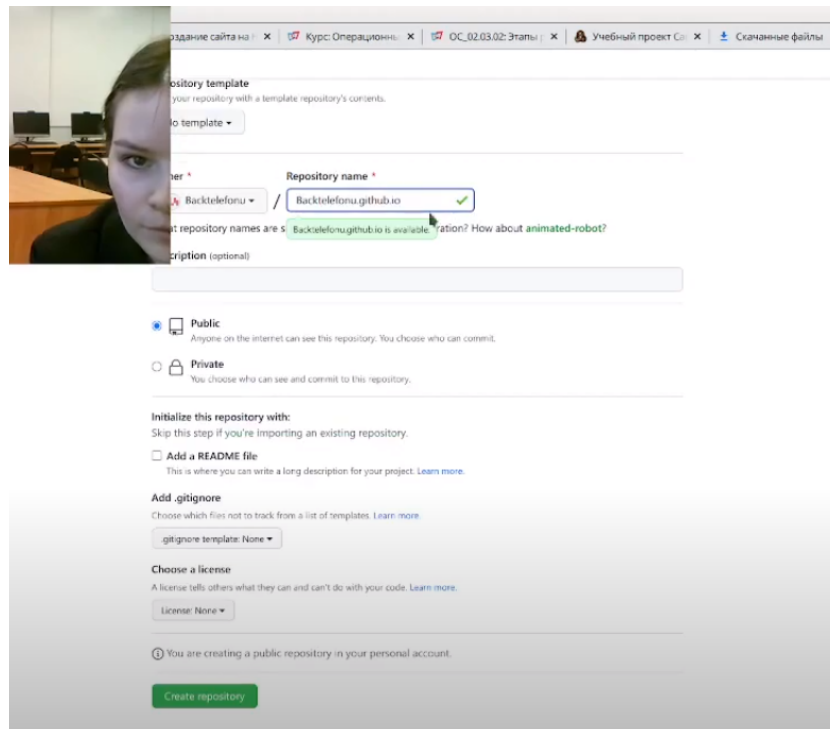 оздание сайта на
Курс: Операционны
ОС_02.03.02: Этапы
Учебный проект Са
Скачанные файлы
ository template
your repository with a template repository's contents.
o template
ner *
Repository name *
Backtelefonu / Backtelefonu.github.io
at repository names are s
Backtelefonu.github.io is available.
ration? How about animated-robot?
cription (optional)
Public
Anyone on the internet can see this repository. You choose who can commit.
Private
You choose who can see and commit to this repository.
Initialize this repository with:
Skip this step if you're importing an existing repository.
Add a README file
This is where you can write a long description for your project. Learn more.
Add .gitignore
Choose which files not to track from a list of templates. Learn more.
.gitignore template: None
Choose a license
A license tells others what they can and can't do with your code. Learn more.
License: None
You are creating a public repository in your personal account.
Create repository